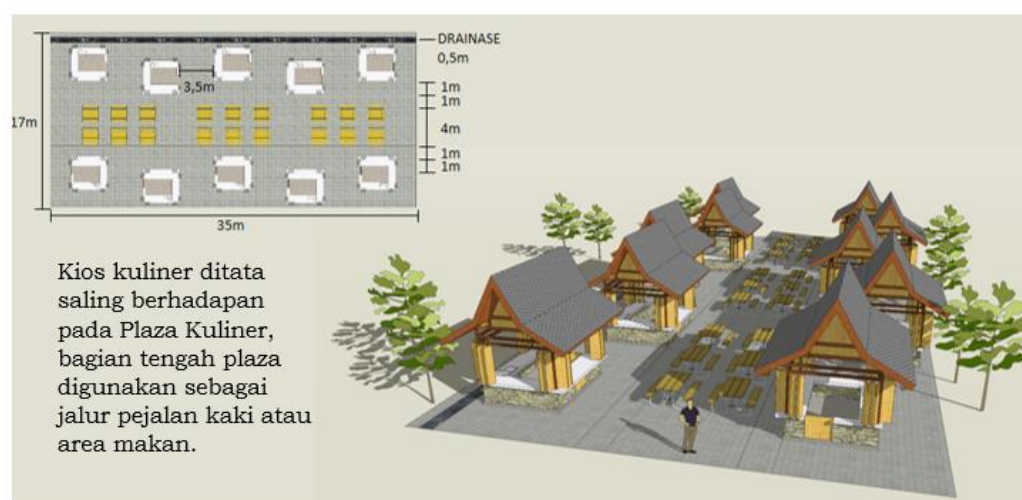 DRAINASE
0,5m
3,5m
1m
1m
17m
4m
1m
1m
35m
Kios kuliner ditata
saling berhadapan
pada Plaza Kuliner,
bagian tengah plaza
digunakan sebagai
jalur pejalan kaki atau
area makan.